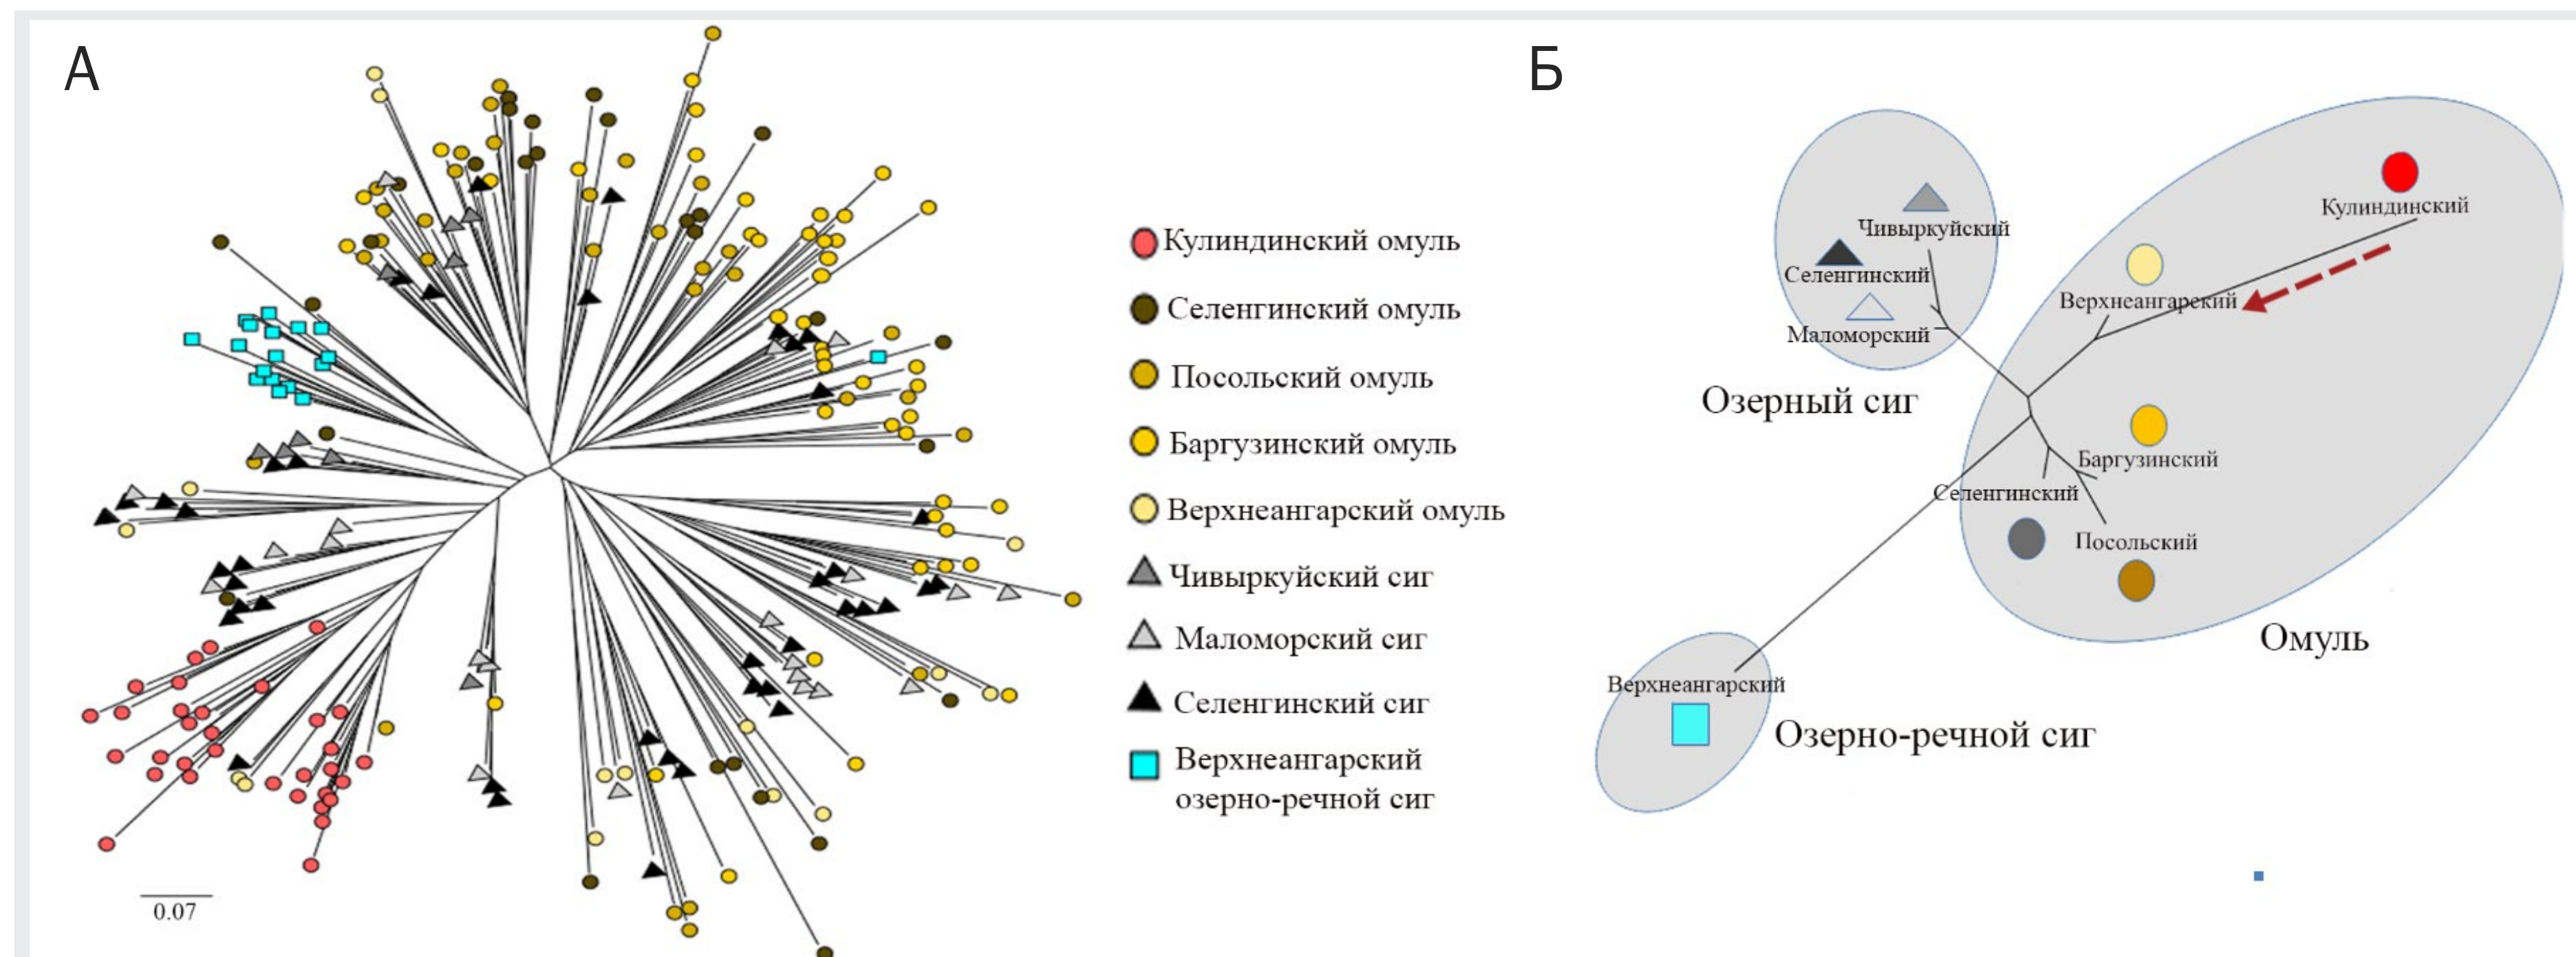 А
Кулиндинский омуль
Селенгинский омуль
Посольский омуль
Баргузинский омуль
Верхнеангарский омуль
Чивыркуйский сиг
Маломорский сиг
Селенгинский сиг
Верхнеангарский
озерно-речной сиг
0.07
Б
Чивыркуйский
Селенгинский
Маломорский
Озерный сиг
Кулиндинский
Верхнеангарский
Баргузинский
Селенгинский
Посольский
Омуль
Верхнеангарский
Озерно-речной сиг